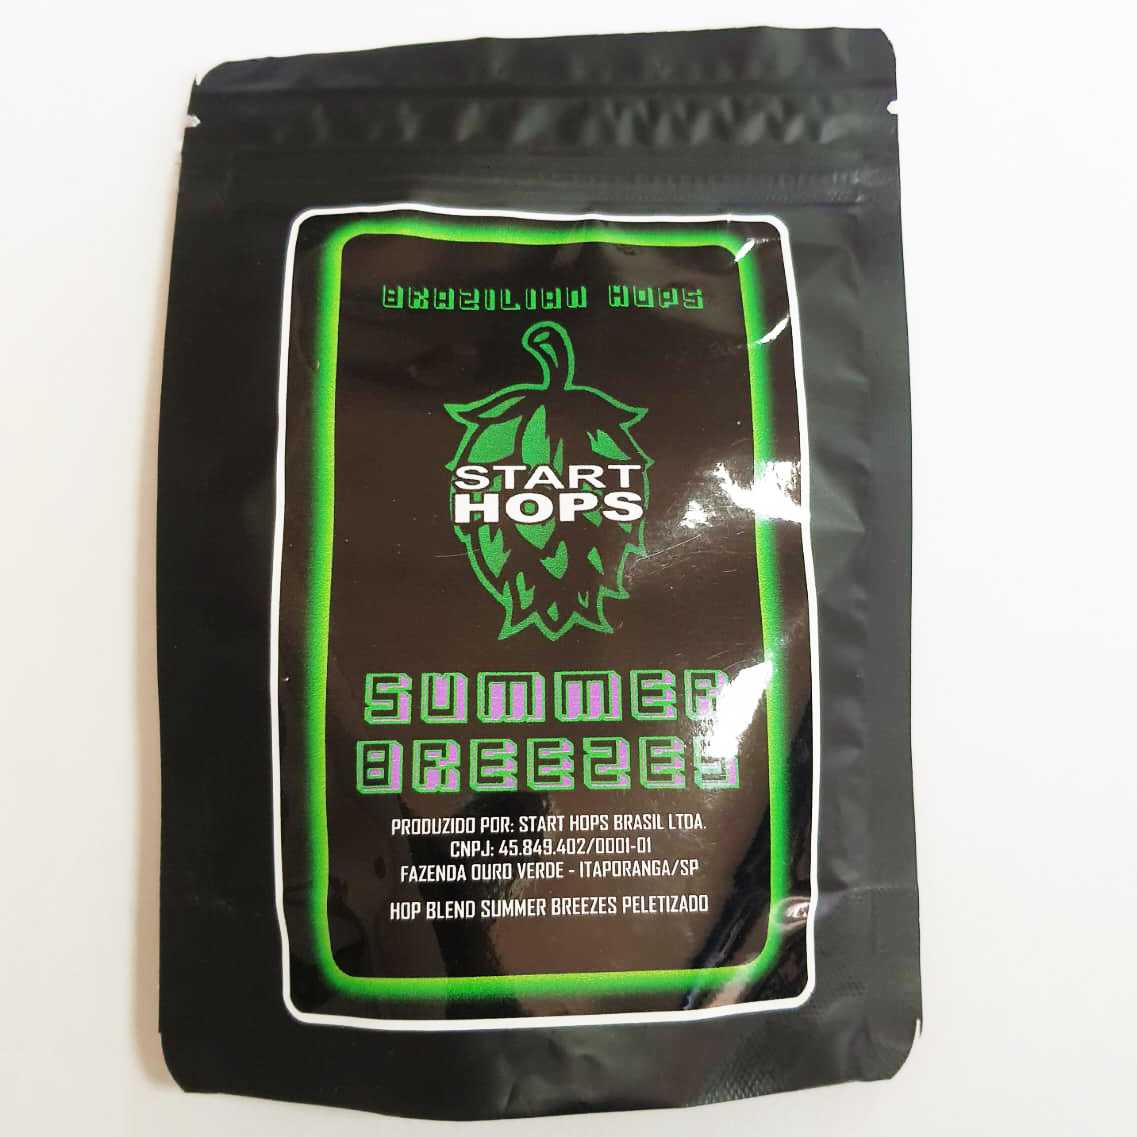 BRAZILIAN HOPS
START
HOPS
SUMMER
BREEZES
PRODUZIDO POR: START HOPS BRASIL LTDA.
CNPJ: 45.849.402/0001-01
FAZENDA OURO VERDE - ITAPORANGA/SP
HOP BLEND SUMMER BREEZES PELETIZADO